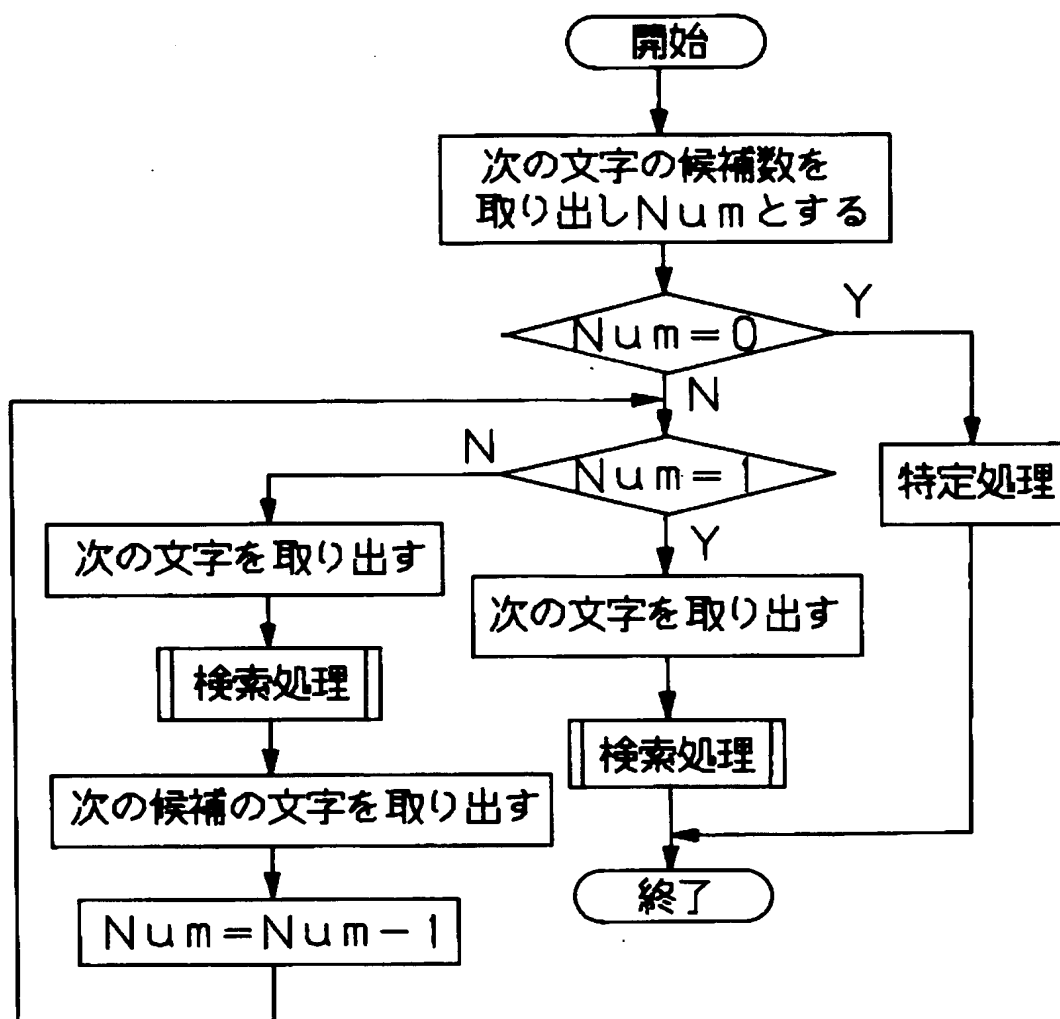 開始
次の文字の候補数を
取り出しNumとする
Num=0
Y
N
Num=1
N
Y
特定処理
次の文字を取り出す
検索処理
次の候補の文字を取り出す
Num=Num-1
次の文字を取り出す
検索処理
終了